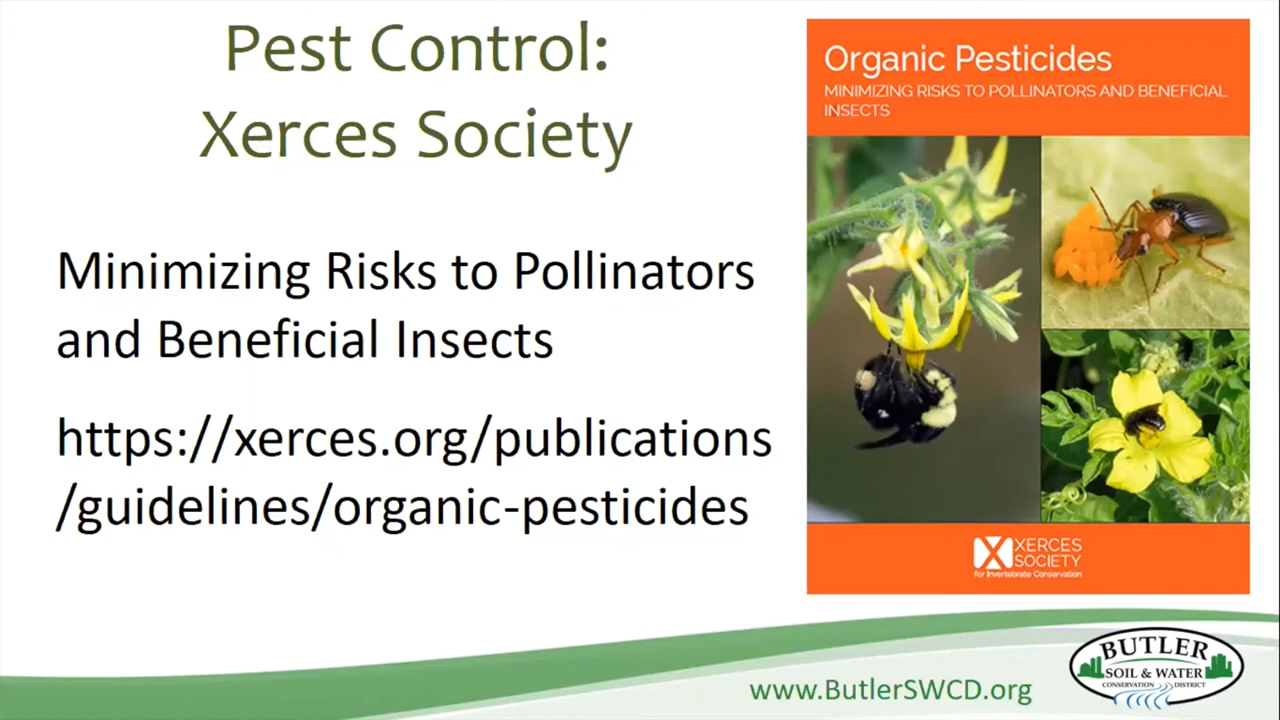 Pest Control:
Xerces Society
Minimizing Risks to Pollinators
and Beneficial Insects
https://xerces.org/publications
/guidelines/organic-pesticides
Organic Pesticides
MINIMIZING RISKS TO POLLINATORS AND BENEFICIAL
INSECTS
XERCES
SOCIETY
for Invertebrate Conservation
www.ButlerSWCD.org
BUTLER
SOIL & WATER
CONSERVATION DISTRICT